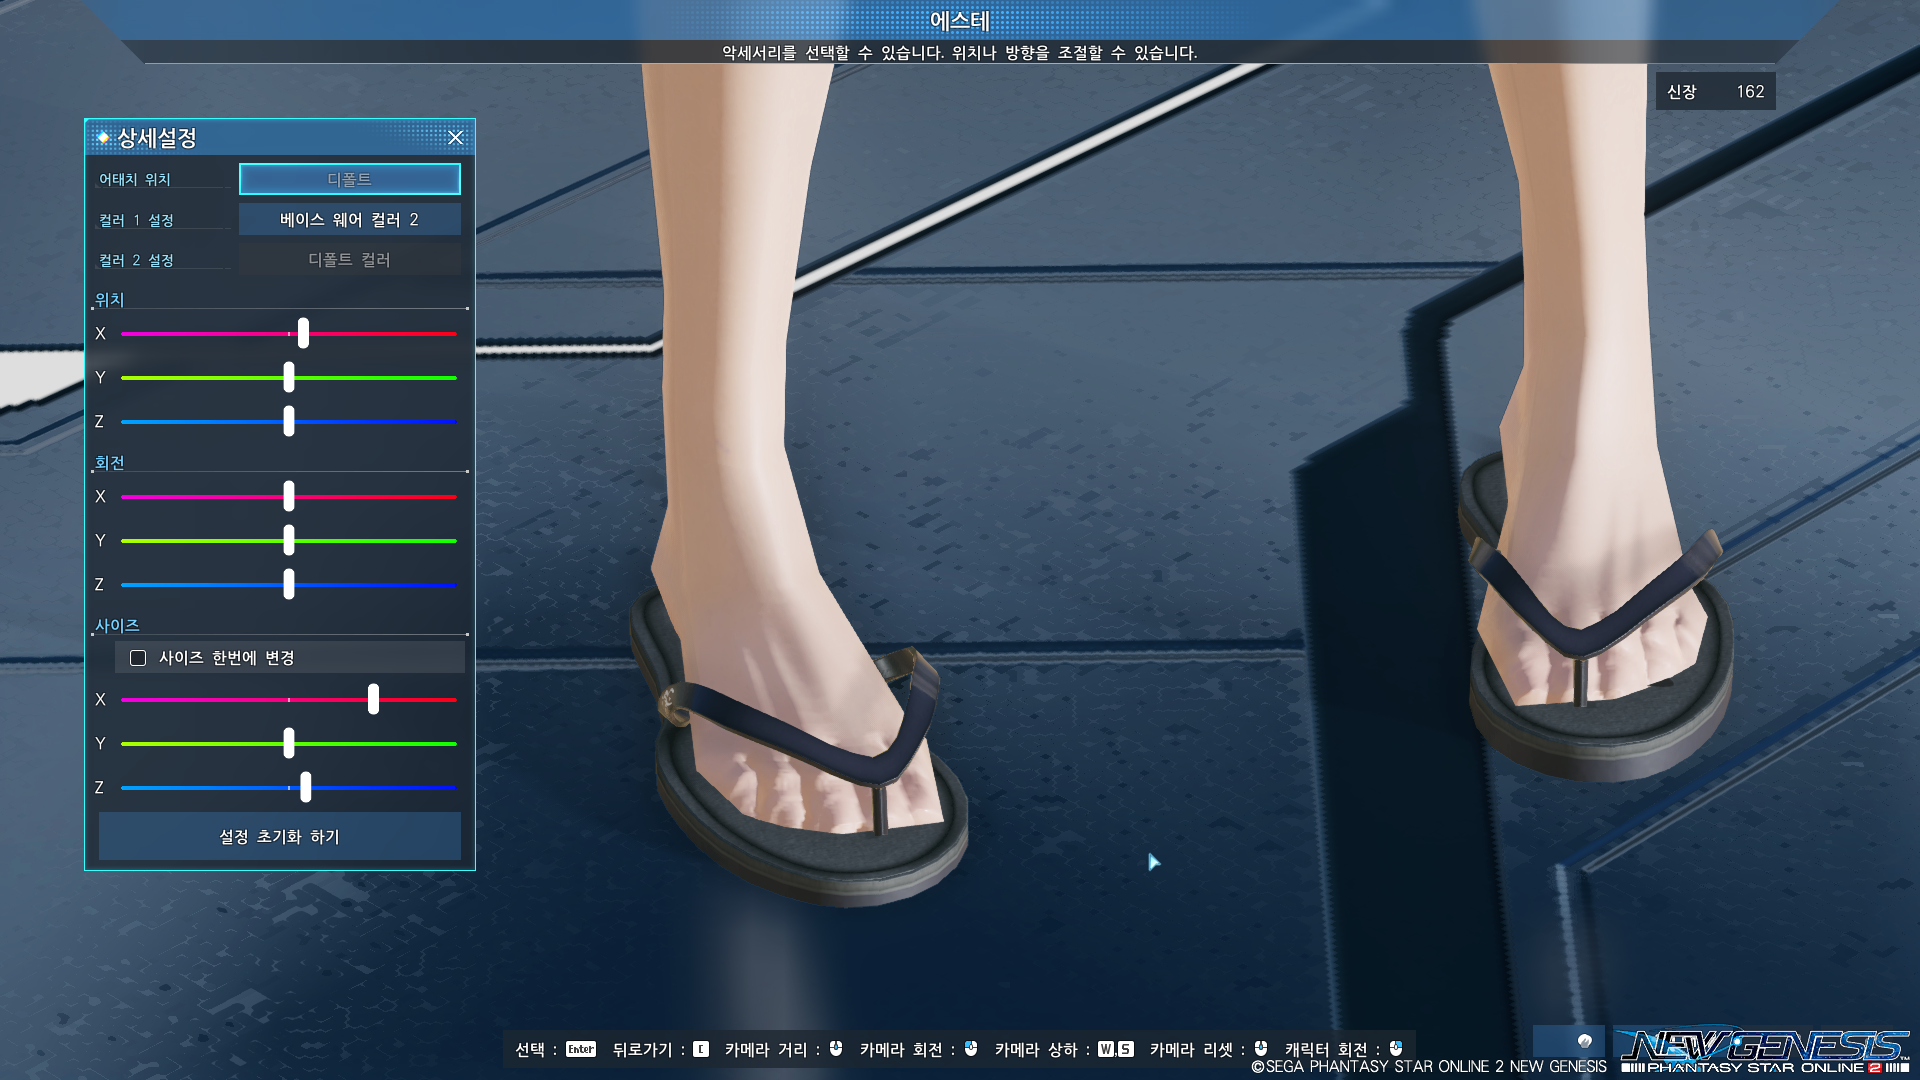 에스테
악세서리를 선택할 수 있습니다. 위치나 방향을 조절할 수 있습니다.
신장 162
상세설정
어태치 위치 디폴트
컬러 1 설정 베이스 웨어 컬러 2
컬러 2 설정 디폴트 컬러
위치
X
Y
Z
회전
X
Y
Z
사이즈
사이즈 한번에 변경
X
Y
Z
설정 초기화 하기
선택 : Enter 뒤로가기 : [ 카메라 거리 : 카메라 회전 : 카메라 상하 : W,S 카메라 리셋 : 캐릭터 회전 :
©SEGA PHANTASY STAR ONLINE 2 NEW GENESIS
NEW GENESIS
PHANTASY STAR ONLINE 2